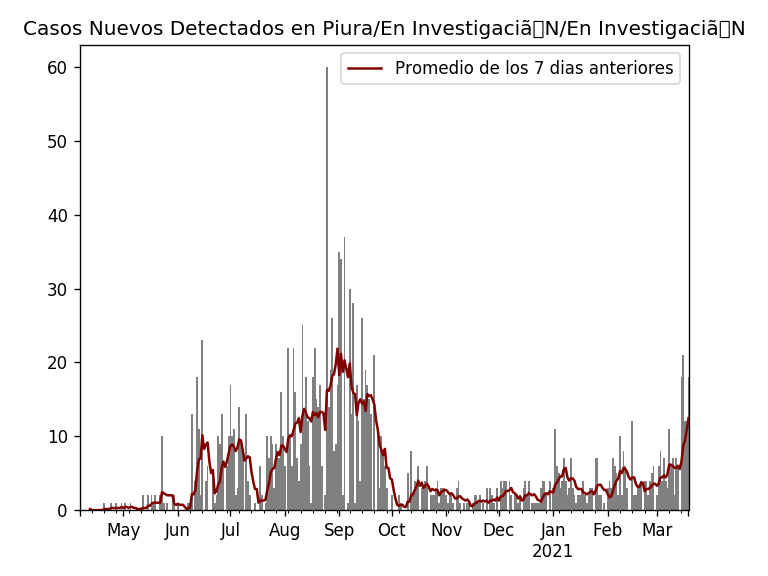 Casos Nuevos Detectados en Piura/En Investigaciã�N/En Investigaciã�N
Promedio de los 7 dias anteriores
60
50
40
30
20
10
0
May Jun Jul Aug Sep Oct Nov Dec Jan Feb Mar
2021